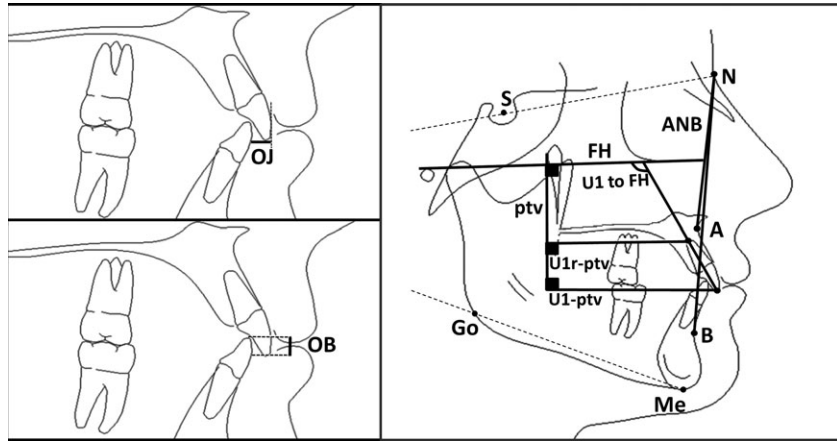 OJ
OB
N
S
ANB
FH
U1 to FH
ptv
A
U1r-ptv
U1-ptv
Go
B
Me